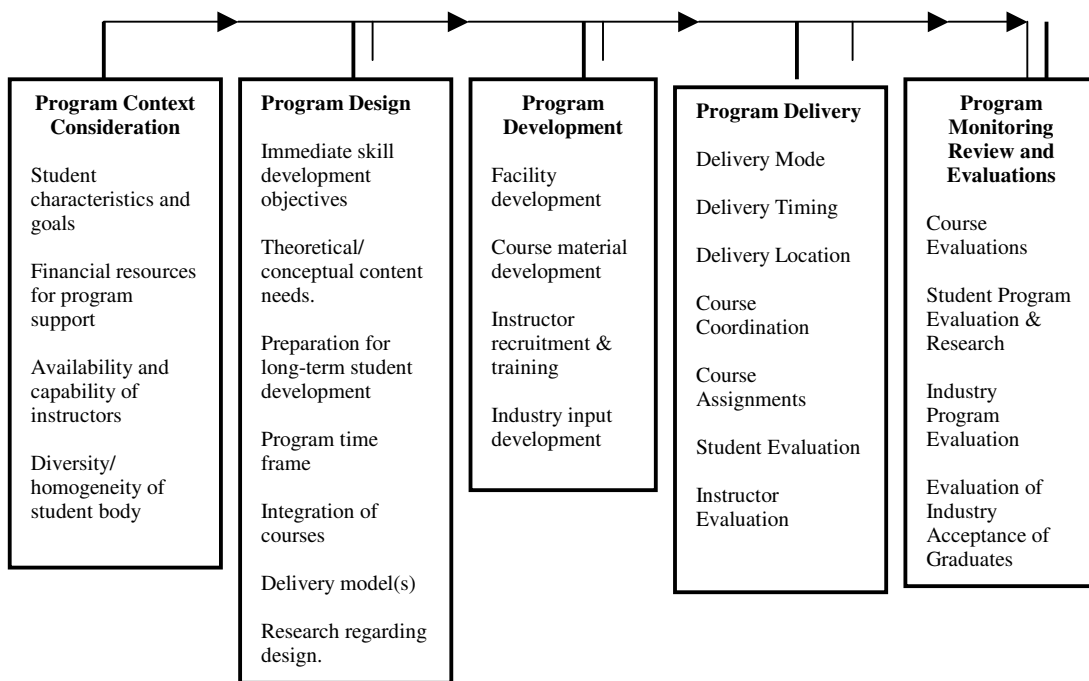 Program Context
Consideration
Student
characteristics and
goals
Financial resources
for program
support
Availability and
capability of
instructors
Diversity/
homogeneity of
student body
Program Design
Immediate skill
development
objectives
Theoretical/
conceptual content
needs.
Preparation for
long-term student
development
Program time
frame
Integration of
courses
Delivery model(s)
Research regarding
design.
Program
Development
Facility
development
Course material
development
Instructor
recruitment &
training
Industry input
development
Program Delivery
Delivery Mode
Delivery Timing
Delivery Location
Course
Coordination
Course
Assignments
Student Evaluation
Instructor
Evaluation
Program
Monitoring
Review and
Evaluations
Course
Evaluations
Student Program
Evaluation &
Research
Industry
Program
Evaluation
Evaluation of
Industry
Acceptance of
Graduates